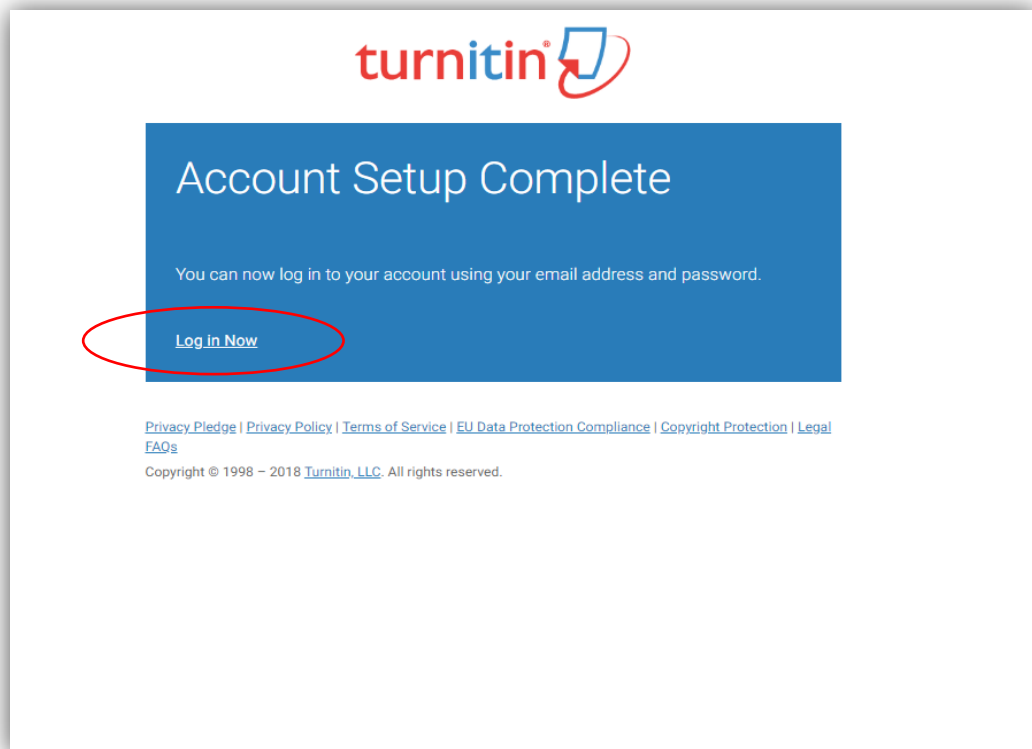 turnitin®
Account Setup Complete
You can now log in to your account using your email address and password.
Log in Now
Privacy Pledge | Privacy Policy | Terms of Service | EU Data Protection Compliance | Copyright Protection | Legal
FAQs
Copyright © 1998 – 2018 Turnitin, LLC. All rights reserved.